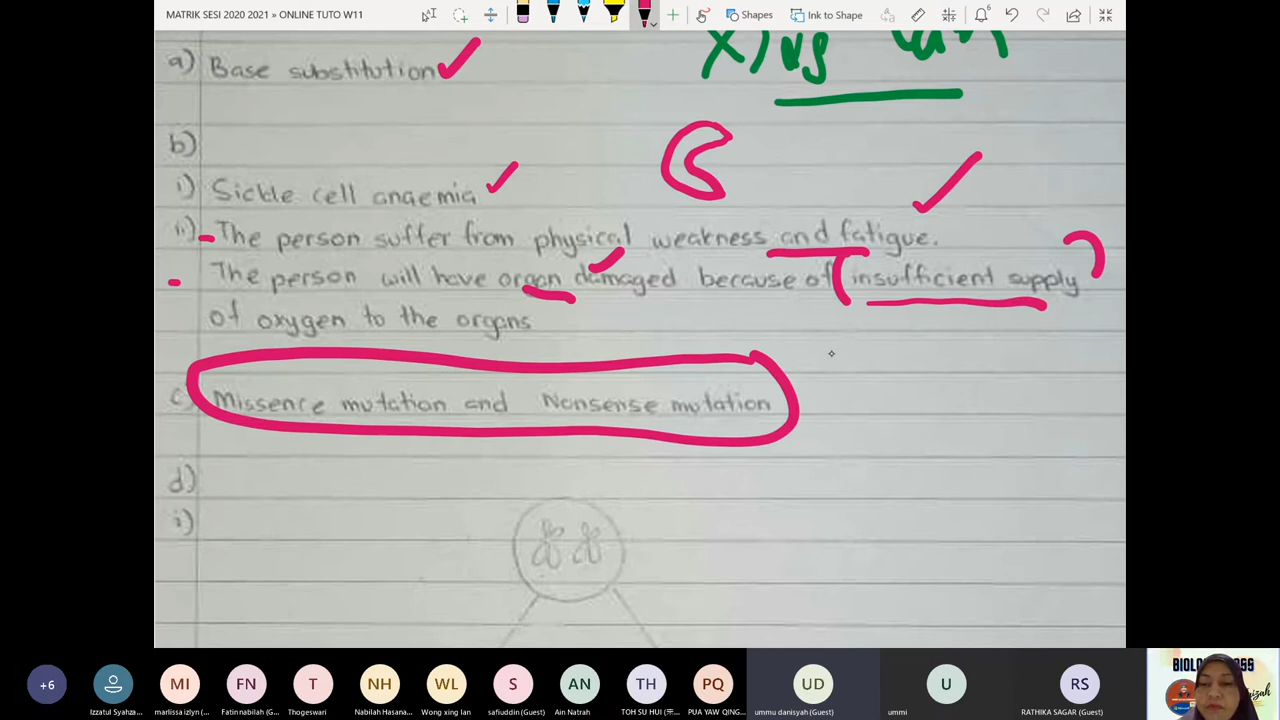 MATRIK SESI 2020 2021 » ONLINE TUTO W11
Shapes
Ink to Shape
a) Base substitution
b)
i) Sickle cell anaemia
ii) - The person suffer from physical weakness and fatigue.
- The person will have organ damaged because of (insufficient supply)
of oxygen to the organs
c) Missence mutation and Nonsense mutation
d)
i)
+6
MI
FN
T
NH
WL
S
AN
TH
PQ
UD
U
RS
Izzatul Syahza...
marlissa izlyn (...
Fatin nabilah (G...
Thogeswari
Nabilah Hasana...
Wong xing lan
safiuddin (Guest)
Ain Natrah
PUA YAW QING...
ummu danisyah (Guest)
ummi
RATHIKA SAGAR (Guest)